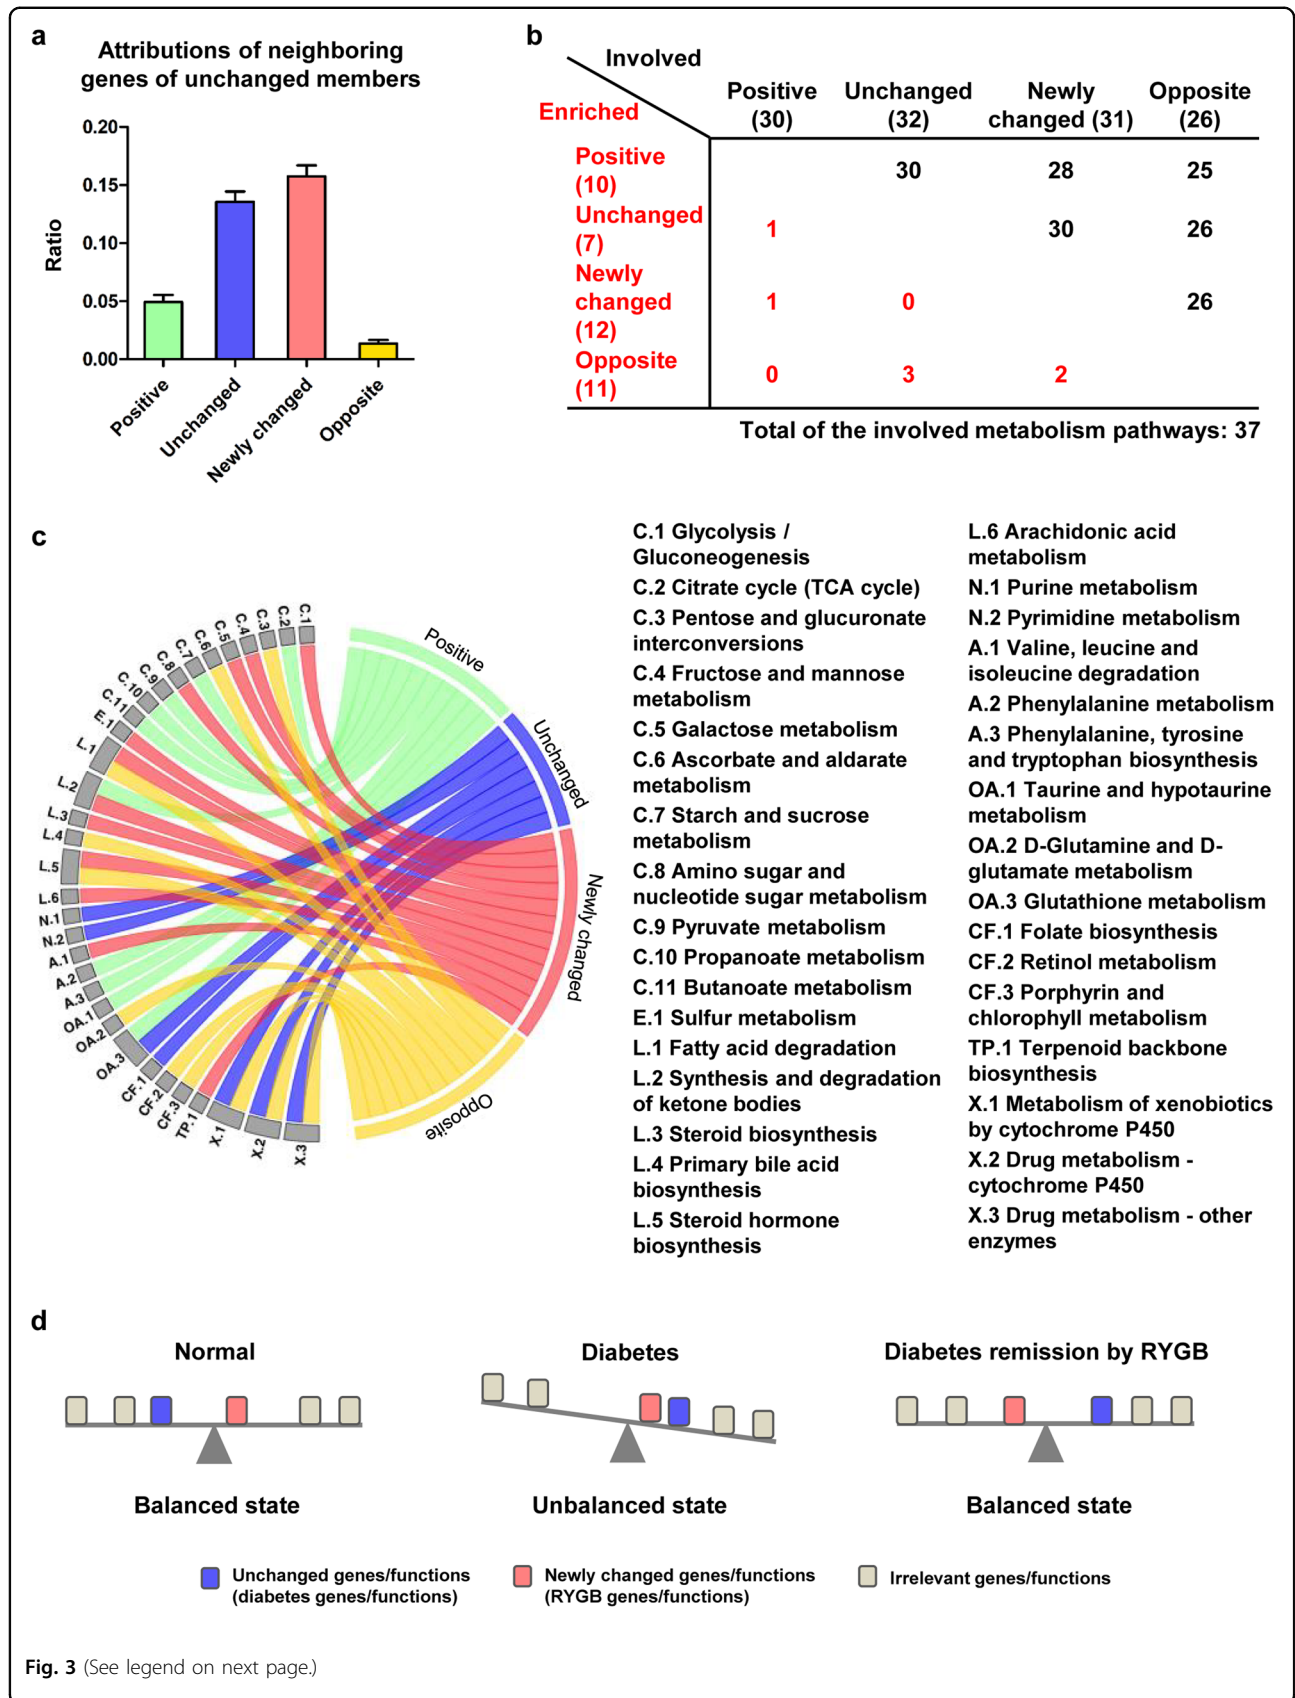 a
Attributions of neighboring
genes of unchanged members
Ratio
0.20
0.15
0.10
0.05
0.00
Positive
Unchanged
Newly changed
Opposite
b
Involved
Enriched
Positive (30)
Unchanged (32)
Newly changed (31)
Opposite (26)
Positive (10) 30 28 25
Unchanged (7) 1 30 26
Newly changed (12) 1 0 26
Opposite (11) 0 3 2
Total of the involved metabolism pathways: 37
c
C.1
C.2
C.3
C.4
C.5
C.6
C.7
C.8
C.9
C.10
C.11
E.1
L.1
L.2
L.3
L.4
L.5
L.6
N.1
N.2
A.1
A.2
A.3
OA.1
OA.2
OA.3
CF.1
CF.2
CF.3
TP.1
X.1
X.2
X.3
Positive
Unchanged
Newly changed
Opposite
C.1 Glycolysis /
Gluconeogenesis
C.2 Citrate cycle (TCA cycle)
C.3 Pentose and glucuronate
interconversions
C.4 Fructose and mannose
metabolism
C.5 Galactose metabolism
C.6 Ascorbate and aldarate
metabolism
C.7 Starch and sucrose
metabolism
C.8 Amino sugar and
nucleotide sugar metabolism
C.9 Pyruvate metabolism
C.10 Propanoate metabolism
C.11 Butanoate metabolism
E.1 Sulfur metabolism
L.1 Fatty acid degradation
L.2 Synthesis and degradation
of ketone bodies
L.3 Steroid biosynthesis
L.4 Primary bile acid
biosynthesis
L.5 Steroid hormone
biosynthesis
L.6 Arachidonic acid
metabolism
N.1 Purine metabolism
N.2 Pyrimidine metabolism
A.1 Valine, leucine and
isoleucine degradation
A.2 Phenylalanine metabolism
A.3 Phenylalanine, tyrosine
and tryptophan biosynthesis
OA.1 Taurine and hypotaurine
metabolism
OA.2 D-Glutamine and D-
glutamate metabolism
OA.3 Glutathione metabolism
CF.1 Folate biosynthesis
CF.2 Retinol metabolism
CF.3 Porphyrin and
chlorophyll metabolism
TP.1 Terpenoid backbone
biosynthesis
X.1 Metabolism of xenobiotics
by cytochrome P450
X.2 Drug metabolism -
cytochrome P450
X.3 Drug metabolism - other
enzymes
d
Normal
Diabetes
Diabetes remission by RYGB
Balanced state
Unbalanced state
Balanced state
Unchanged genes/functions
(diabetes genes/functions)
Newly changed genes/functions
(RYGB genes/functions)
Irrelevant genes/functions
Fig. 3 (See legend on next page.)